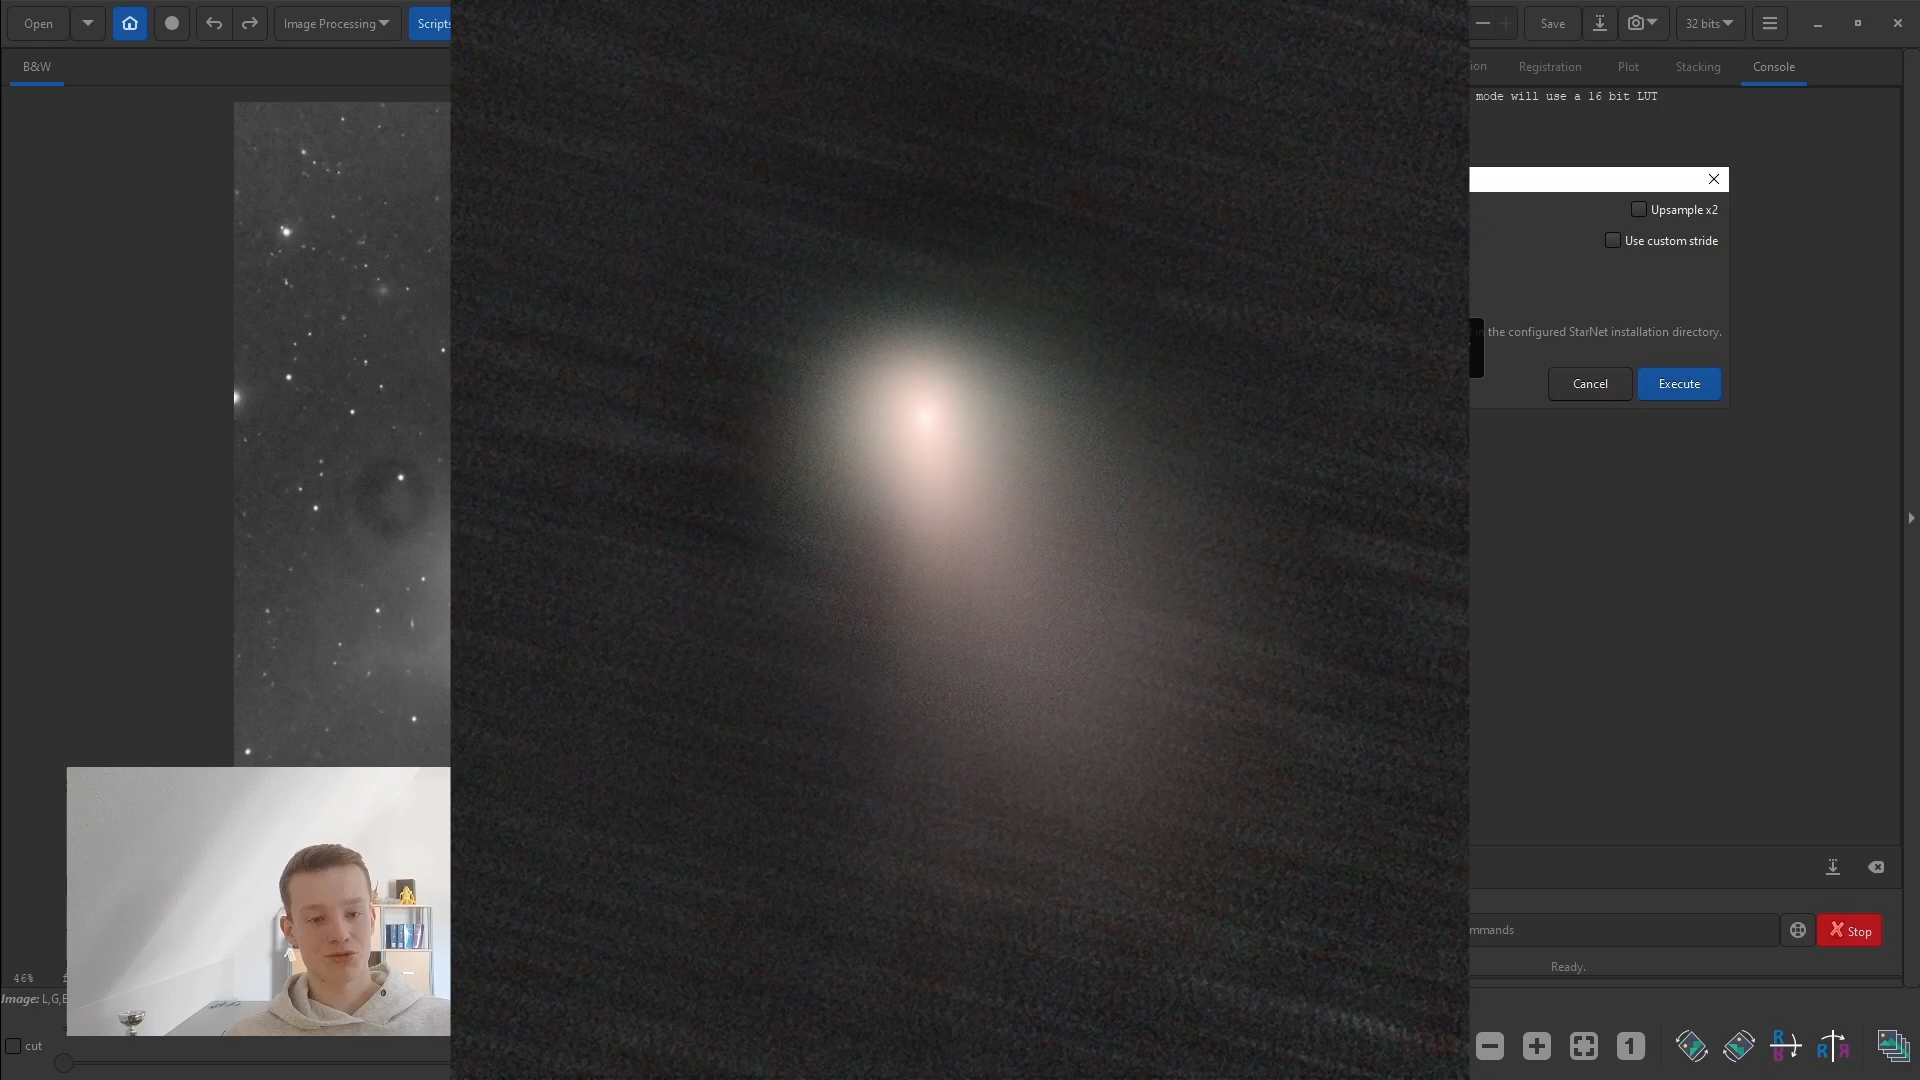 Open
Image Processing
Scripts
Save
32 bits
B&W
ion
Registration
Plot
Stacking
Console
mode will use a 16 bit LUT
Upsample x2
Use custom stride
in the configured StarNet installation directory.
Cancel
Execute
mmands
Stop
Ready.
46%
Image: L,G,E
cut